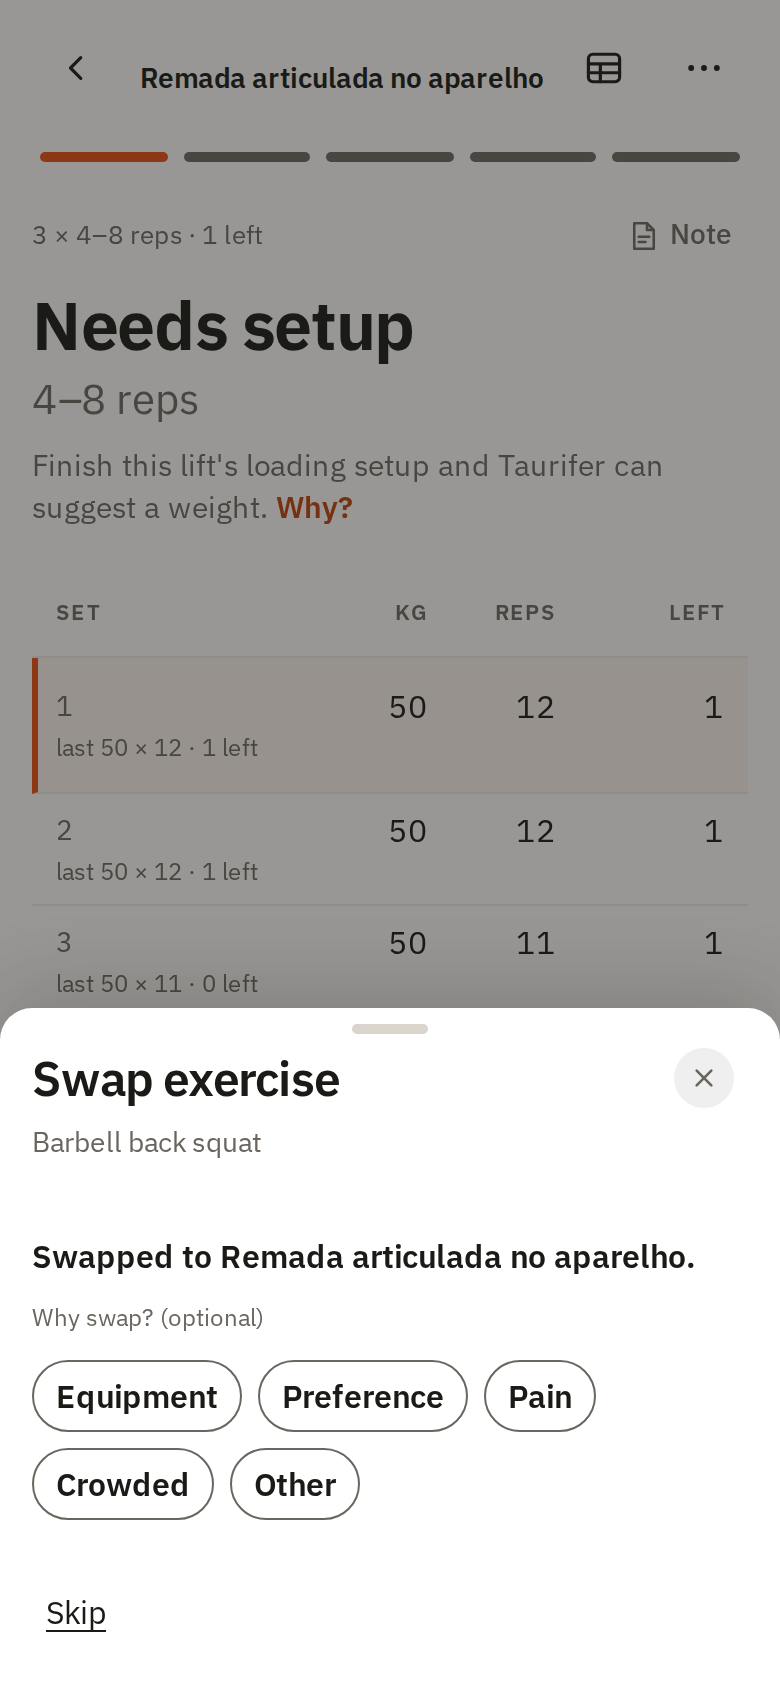 Remada articulada no aparelho
3 × 4–8 reps · 1 left
Note
Needs setup
4–8 reps
Finish this lift's loading setup and Taurifer can
suggest a weight. Why?
SET KG REPS LEFT
1 50 12 1
last 50 × 12 · 1 left
2 50 12 1
last 50 × 12 · 1 left
3 50 11 1
last 50 × 11 · 0 left
Swap exercise
Barbell back squat
Swapped to Remada articulada no aparelho.
Why swap? (optional)
Equipment Preference Pain
Crowded Other
Skip